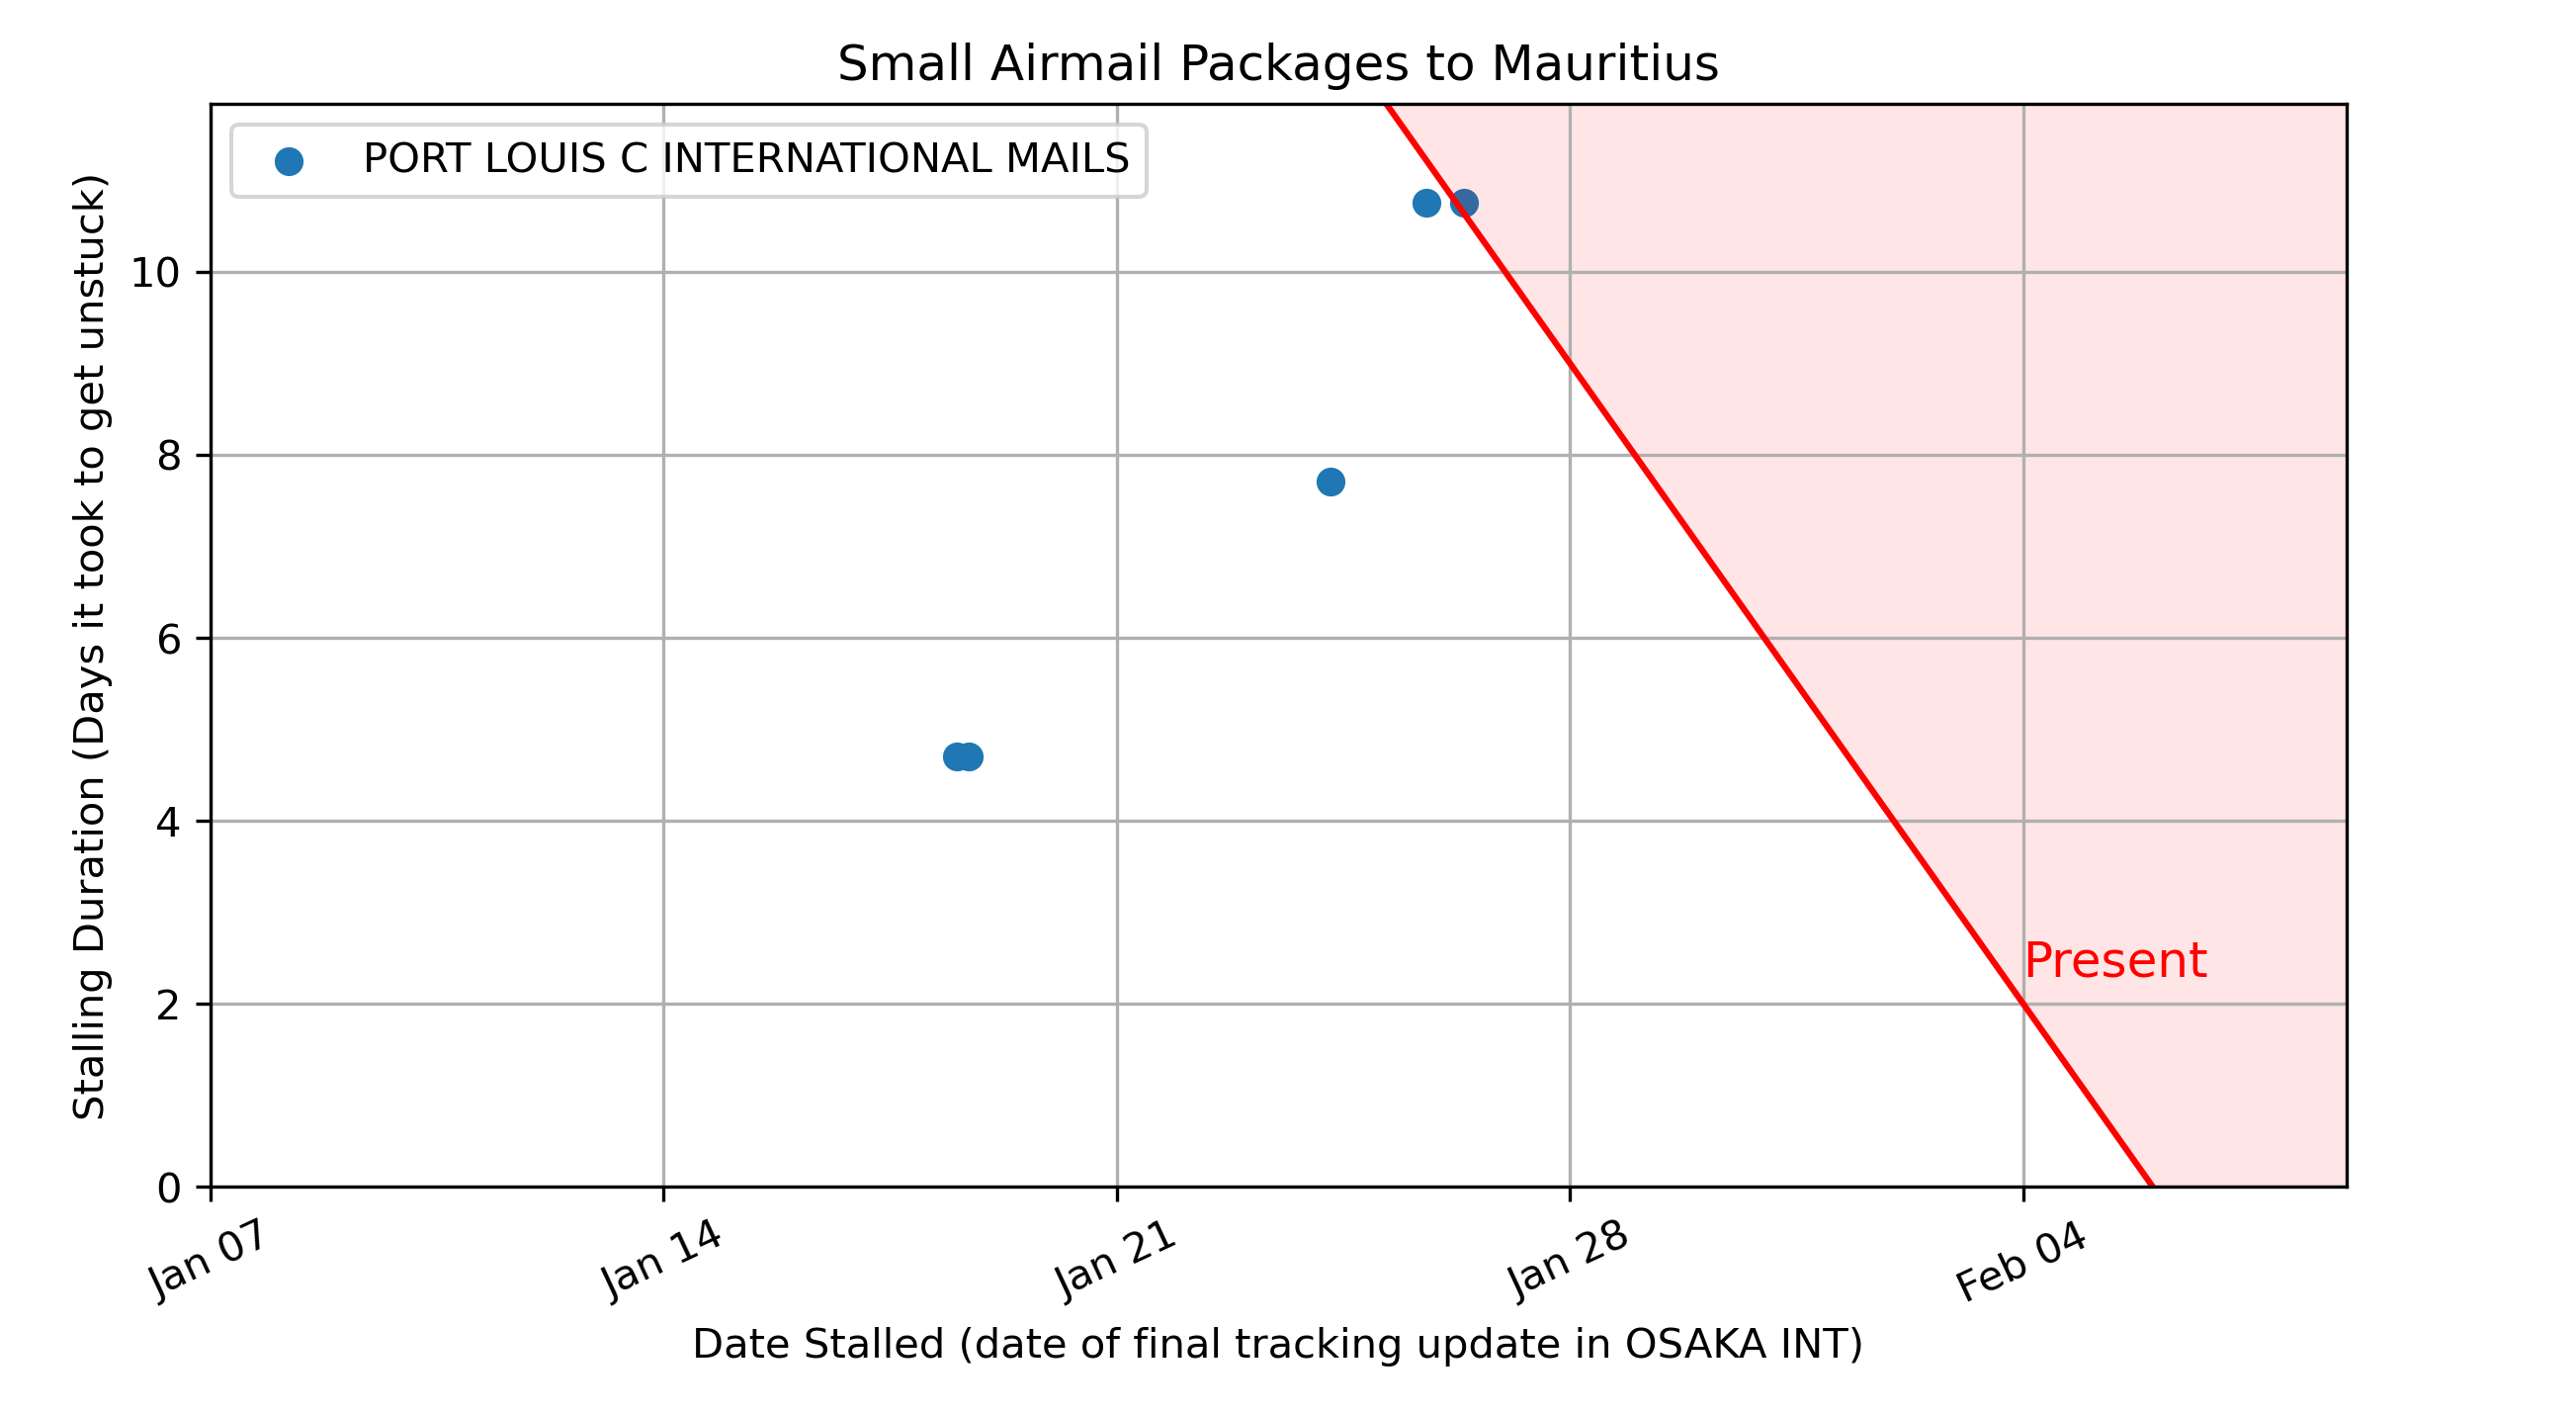 Small Airmail Packages to Mauritius
PORT LOUIS C INTERNATIONAL MAILS
Stalling Duration (Days it took to get unstuck)
10
8
6
4
2
0
Present
Jan 07
Jan 14
Jan 21
Jan 28
Feb 04
Date Stalled (date of final tracking update in OSAKA INT)